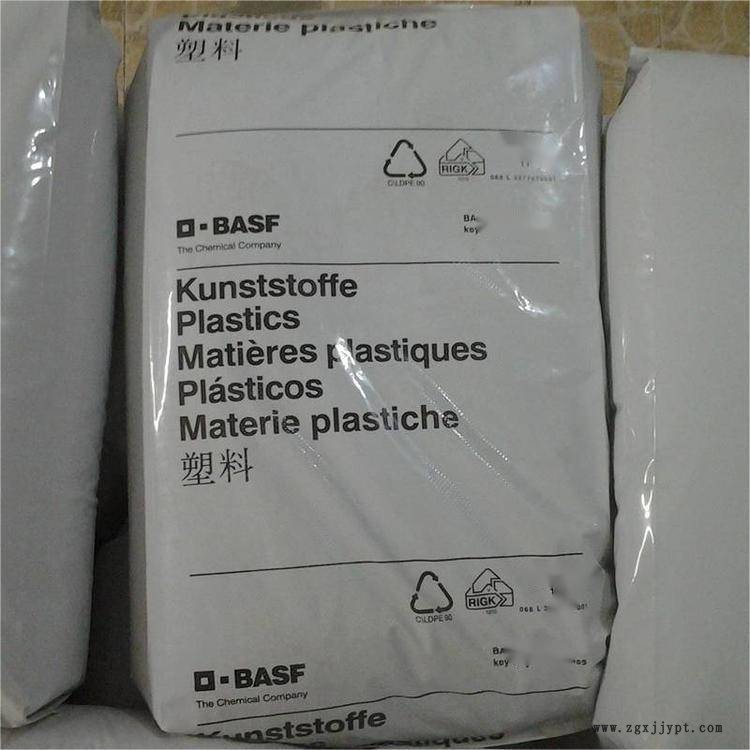 Materie plastiche
塑料
C\LDPE 90
RIGK
BASF
The Chemical Company
Kunststoffe
Plastics
Matières plastiques
Plásticos
Materie plastiche
塑料
C\LDPE 90
RIGK
BASF
The Chemical Company
Kunststoffe
www.zgxjjypt.com